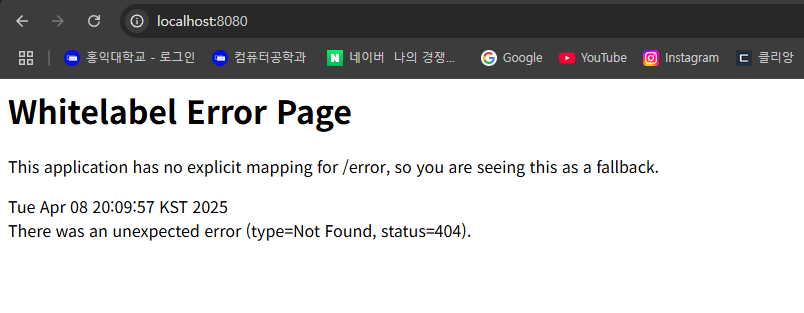 localhost:8080
홍익대학교 - 로그인 컴퓨터공학과 N 네이버 나의 경쟁... Google YouTube Instagram C 클리앙
Whitelabel Error Page
This application has no explicit mapping for /error, so you are seeing this as a fallback.
Tue Apr 08 20:09:57 KST 2025
There was an unexpected error (type=Not Found, status=404).